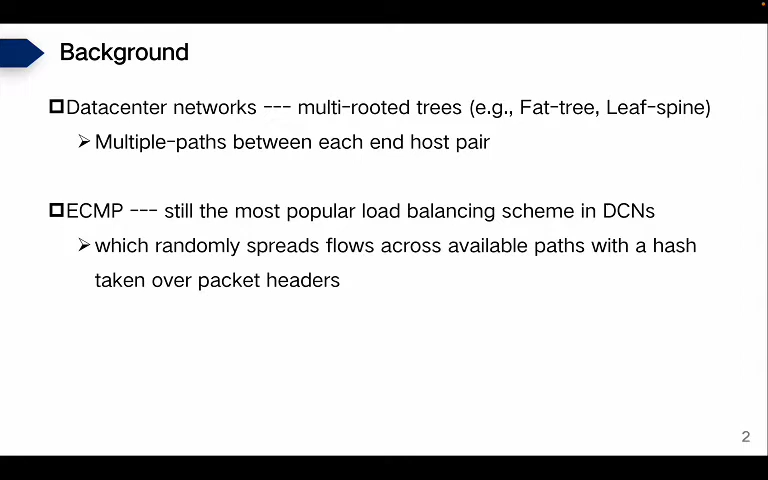 Background
Datacenter networks --- multi-rooted trees (e.g., Fat-tree, Leaf-spine)
Multiple-paths between each end host pair
ECMP --- still the most popular load balancing scheme in DCNs
which randomly spreads flows across available paths with a hash
taken over packet headers
2